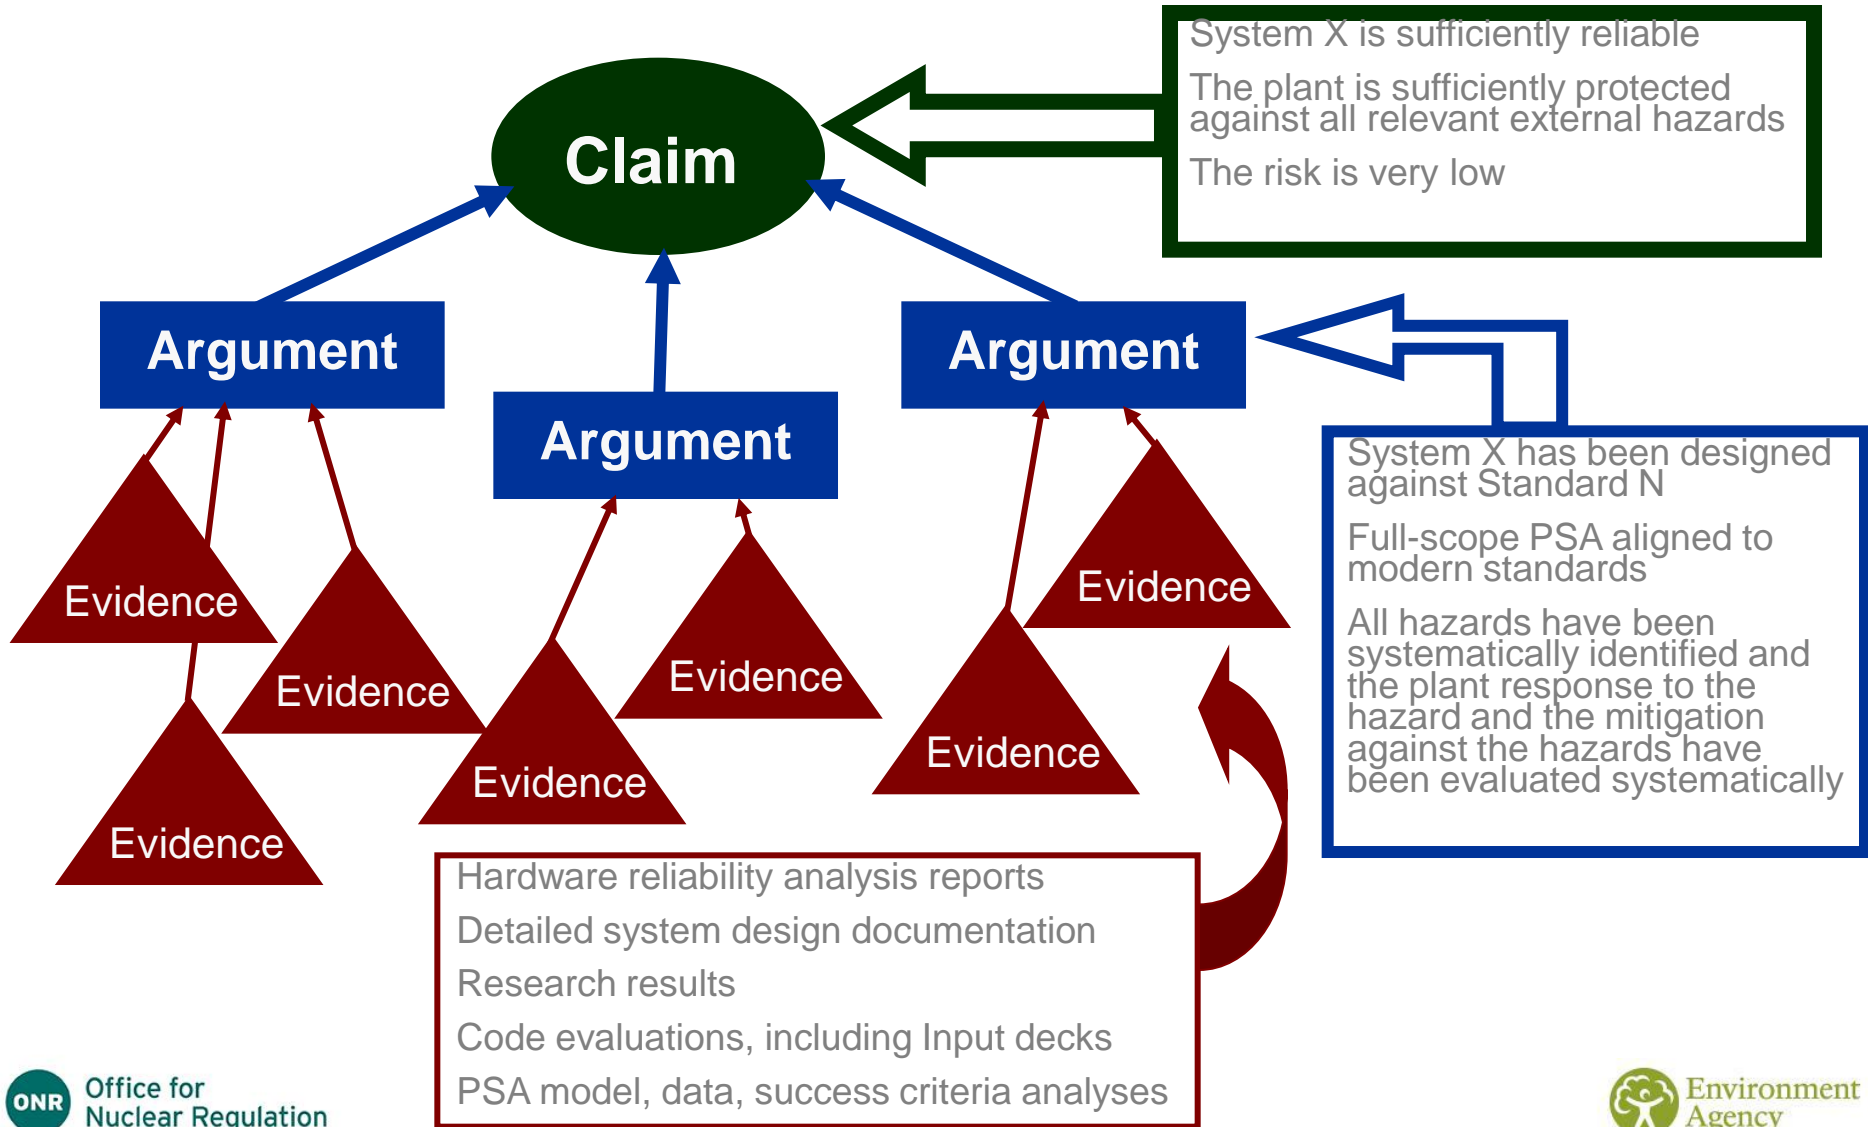 System X is sufficiently reliable
The plant is sufficiently protected
against all relevant external hazards
The risk is very low
Claim
Argument
Argument
Argument
System X has been designed
against Standard N
Full-scope PSA aligned to
modern standards
All hazards have been
systematically identified and
the plant response to the
hazard and the mitigation
against the hazards have
been evaluated systematically
Evidence
Evidence
Evidence
Evidence
Evidence
Evidence
Evidence
Hardware reliability analysis reports
Detailed system design documentation
Research results
Code evaluations, including Input decks
PSA model, data, success criteria analyses
ONR
Office for
Nuclear Regulation
Environment
Agency